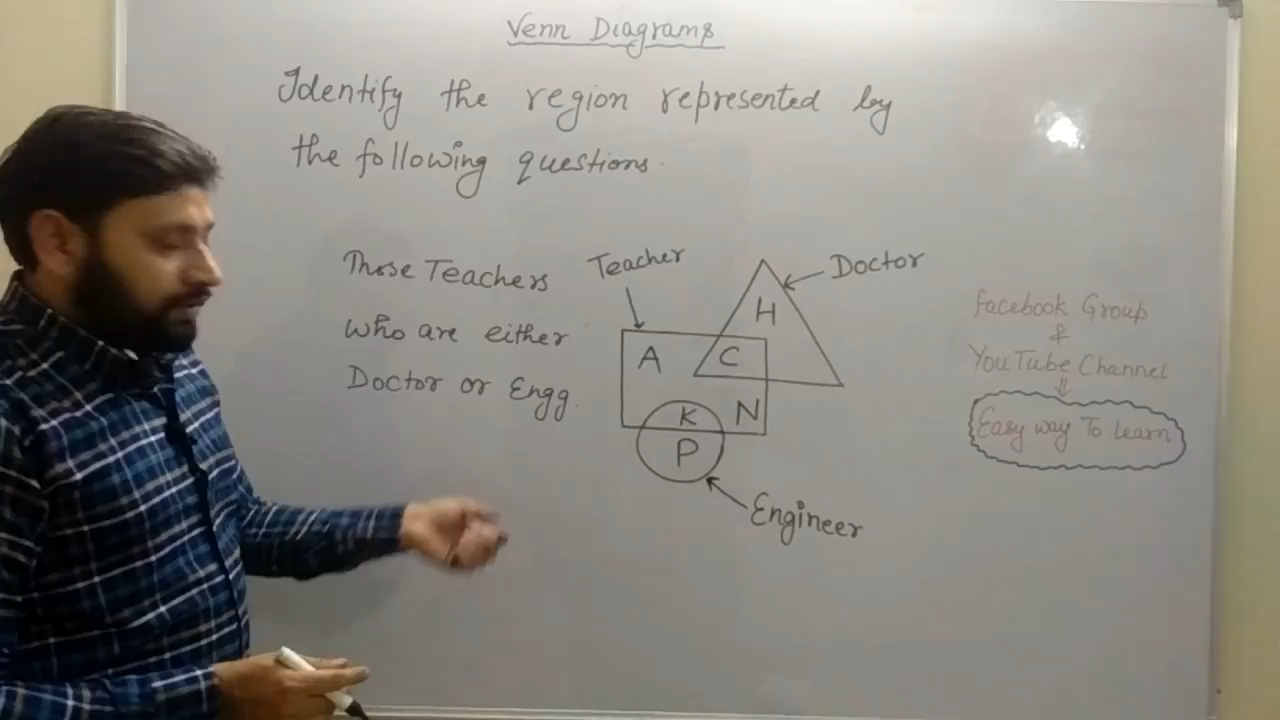 Venn Diagrams
Identify the region represented by
the following questions.
Those Teachers
who are either
Doctor or Engg.
Teacher
Doctor
H
A
C
K
N
P
Engineer
Facebook Group
&
YouTube Channel
⇓
Easy way To learn